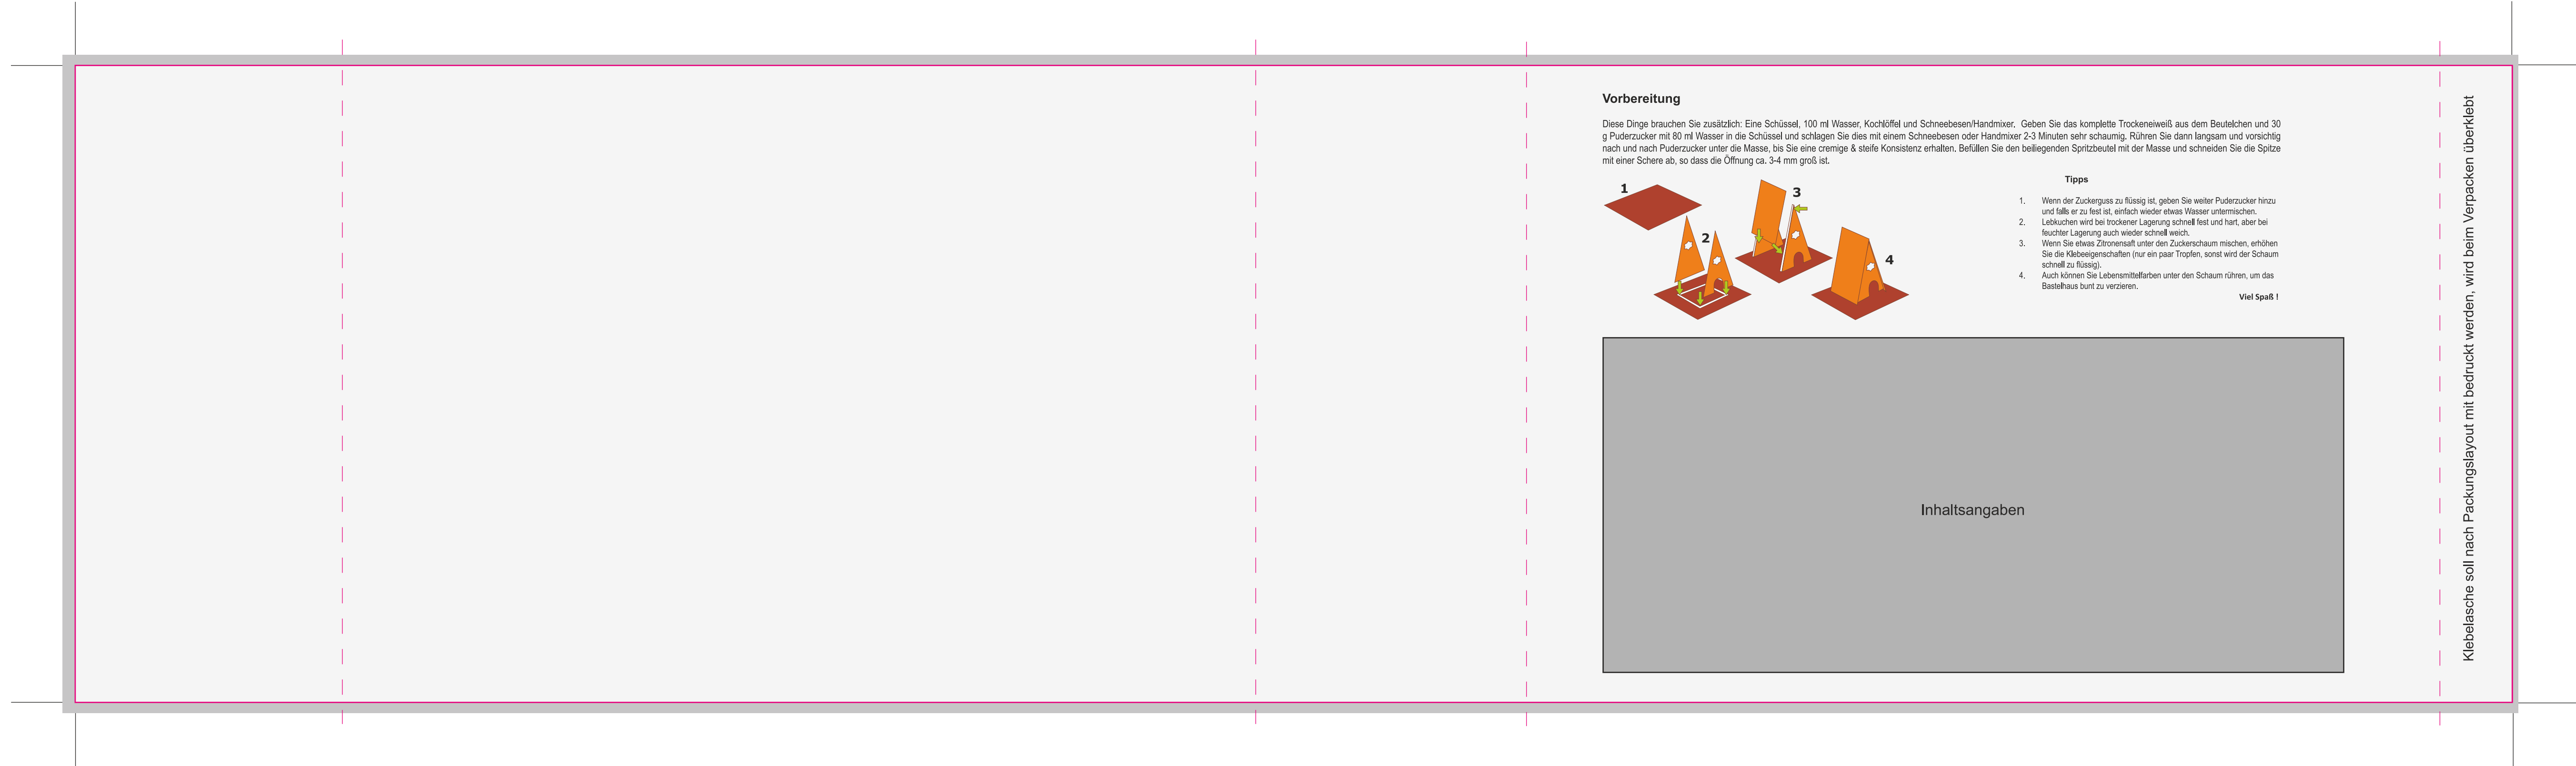 Vorbereitung
Diese Dinge brauchen Sie zusätzlich: Eine Schüssel, 100 ml Wasser, Kochlöffel und Schneebesen/Handmixer. Geben Sie das komplette Trockeneiweiß aus dem Beutelchen und 30
g Puderzucker mit 80 ml Wasser in die Schüssel und schlagen Sie dies mit einem Schneebesen oder Handmixer 2-3 Minuten sehr schaumig. Rühren Sie dann langsam und vorsichtig
nach und nach Puderzucker unter die Masse, bis Sie eine cremige & steife Konsistenz erhalten. Befüllen Sie den beiliegenden Spritzbeutel mit der Masse und schneiden Sie die Spitze
mit einer Schere ab, so dass die Öffnung ca. 3-4 mm groß ist.
1
2
3
4
Tipps
1. Wenn der Zuckerguss zu flüssig ist, geben Sie weiter Puderzucker hinzu
und falls er zu fest ist, einfach wieder etwas Wasser untermischen.
2. Lebkuchen wird bei trockener Lagerung schnell fest und hart, aber bei
feuchter Lagerung auch wieder schnell weich.
3. Wenn Sie etwas Zitronensaft unter den Zuckerschaum mischen, erhöhen
Sie die Klebeeigenschaften (nur ein paar Tropfen, sonst wird der Schaum
schnell zu flüssig).
4. Auch können Sie Lebensmittelfarben unter den Schaum rühren, um das
Bastelhaus bunt zu verzieren.
Viel Spaß !
Inhaltsangaben
Klebelasche soll nach Packungslayout mit bedruckt werden, wird beim Verpacken überklebt